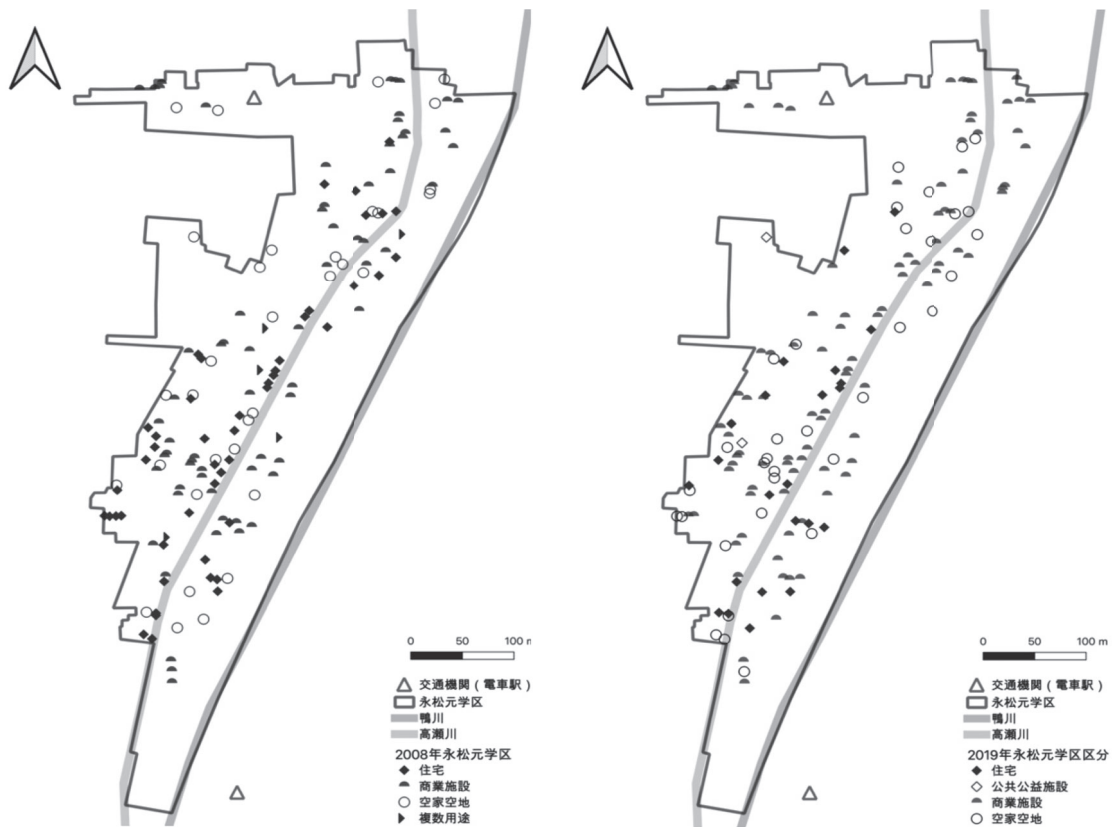 0 50 100 m
交通機関(電車駅)
永松元学区
鴨川
高瀬川
2008年永松元学区
住宅
商業施設
空家空地
複数用途
0 50 100 m
交通機関(電車駅)
永松元学区
鴨川
高瀬川
2019年永松元学区区分
住宅
公共公益施設
商業施設
空家空地